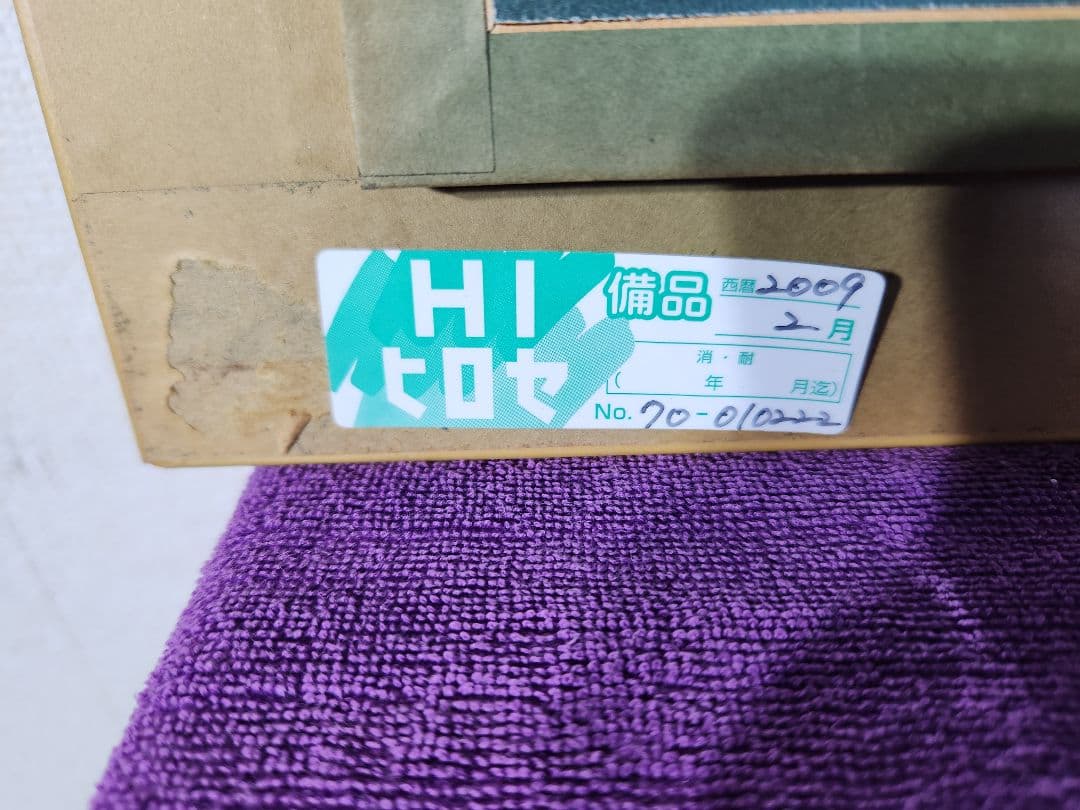 HI
ヒロセ
備品
西暦2009
2月
消・耐
( 年 月迄)
No. 70-010222